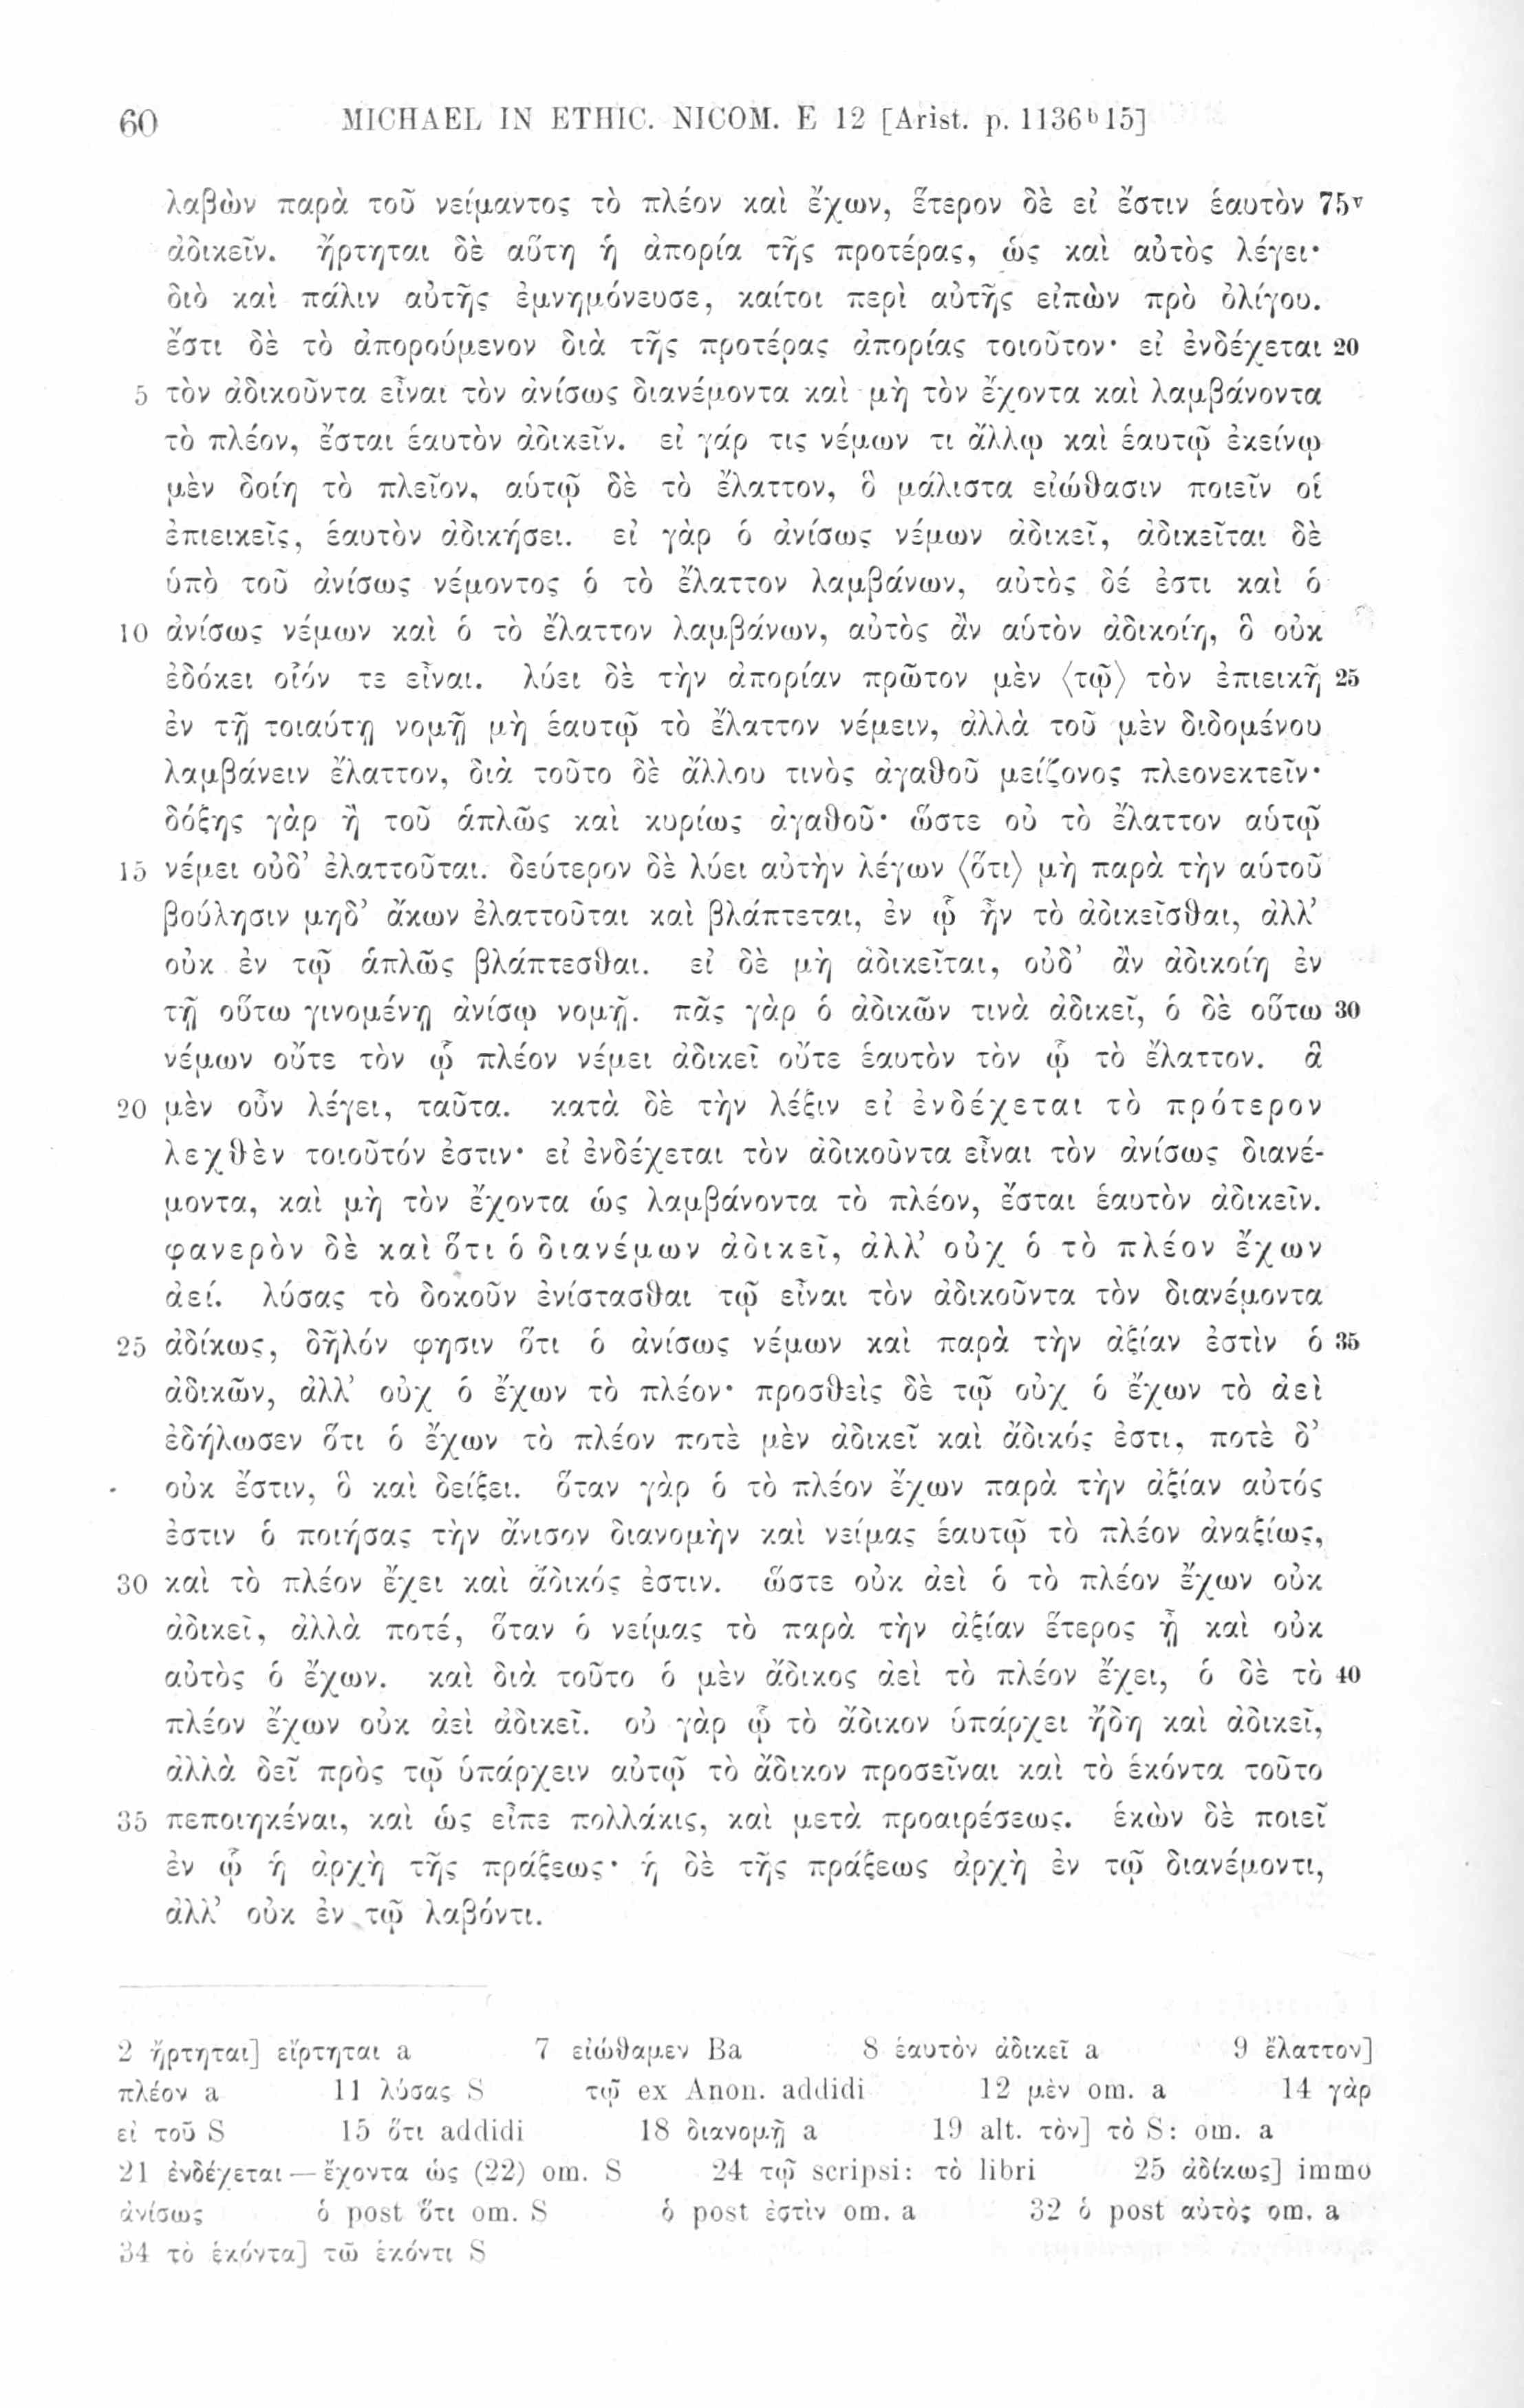 60 MICHAEL IN ETHIC. NICOM. E 12 [Arist. p. 1136ᵇ15]
λαβὼν παρὰ τοῦ νείμαντος τὸ πλέον καὶ ἔχων, ἕτερον δὲ εἰ ἔστιν ἑαυτὸν 75ᵛ
ἀδικεῖν. ἤρτηται δὲ αὕτη ἡ ἀπορία τῆς προτέρας, ὡς καὶ αὐτὸς λέγει·
διὸ καὶ πάλιν αὐτῆς ἐμνημόνευσε, καίτοι περὶ αὐτῆς εἰπὼν πρὸ ὀλίγου.
ἔστι δὲ τὸ ἀπορούμενον διὰ τῆς προτέρας ἀπορίας τοιοῦτον· εἰ ἐνδέχεται 20
5 τὸν ἀδικοῦντα εἶναι τὸν ἀνίσως διανέμοντα καὶ μὴ τὸν ἔχοντα καὶ λαμβάνοντα
τὸ πλέον, ἔσται ἑαυτὸν ἀδικεῖν. εἰ γάρ τις νέμων τι ἄλλῳ καὶ ἑαυτῷ ἐκείνῳ
μὲν δοίη τὸ πλεῖον, αὑτῷ δὲ τὸ ἔλαττον, ὃ μάλιστα εἰώθασιν ποιεῖν οἱ
ἐπιεικεῖς, ἑαυτὸν ἀδικήσει. εἰ γὰρ ὁ ἀνίσως νέμων ἀδικεῖ, ἀδικεῖται δὲ
ὑπὸ τοῦ ἀνίσως νέμοντος ὁ τὸ ἔλαττον λαμβάνων, αὐτὸς δέ ἐστι καὶ ὁ
10 ἀνίσως νέμων καὶ ὁ τὸ ἔλαττον λαμβάνων, αὐτὸς ἂν αὑτὸν ἀδικοίη, ὃ οὐκ
ἐδόκει οἷόν τε εἶναι. λύει δὲ τὴν ἀπορίαν πρῶτον μὲν ⟨τῷ⟩ τὸν ἐπιεικῆ 25
ἐν τῇ τοιαύτῃ νομῇ μὴ ἑαυτῷ τὸ ἔλαττον νέμειν, ἀλλὰ τοῦ μὲν διδομένου
λαμβάνειν ἔλαττον, διὰ τοῦτο δὲ ἄλλου τινὸς ἀγαθοῦ μείζονος πλεονεκτεῖν·
δόξης γὰρ ἢ τοῦ ἁπλῶς καὶ κυρίως ἀγαθοῦ· ὥστε οὐ τὸ ἔλαττον αὑτῷ
15 νέμει οὐδ’ ἐλαττοῦται. δεύτερον δὲ λύει αὐτὴν λέγων ⟨ὅτι⟩ μὴ παρὰ τὴν αὑτοῦ
βούλησιν μηδ’ ἄκων ἐλαττοῦται καὶ βλάπτεται, ἐν ᾧ ἦν τὸ ἀδικεῖσθαι, ἀλλ’
οὐκ ἐν τῷ ἁπλῶς βλάπτεσθαι. εἰ δὲ μὴ ἀδικεῖται, οὐδ’ ἂν ἀδικοίη ἐν
τῇ οὕτω γινομένῃ ἀνίσῳ νομῇ. πᾶς γὰρ ὁ ἀδικῶν τινὰ ἀδικεῖ, ὁ δὲ οὕτω 30
νέμων οὔτε τὸν ᾧ πλέον νέμει ἀδικεῖ οὔτε ἑαυτὸν τὸν ᾧ τὸ ἔλαττον. ἃ
20 μὲν οὖν λέγει, ταῦτα. κατὰ δὲ τὴν λέξιν εἰ ἐνδέχεται τὸ πρότερον
λεχθὲν τοιοῦτόν ἐστιν· εἰ ἐνδέχεται τὸν ἀδικοῦντα εἶναι τὸν ἀνίσως διανέ-
μοντα, καὶ μὴ τὸν ἔχοντα ὡς λαμβάνοντα τὸ πλέον, ἔσται ἑαυτὸν ἀδικεῖν.
φανερὸν δὲ καὶ ὅτι ὁ διανέμων ἀδικεῖ, ἀλλ’ οὐχ ὁ τὸ πλέον ἔχων
ἀεί. λύσας τὸ δοκοῦν ἐνίστασθαι τῷ εἶναι τὸν ἀδικοῦντα τὸν διανέμοντα
25 ἀδίκως, δῆλόν φησιν ὅτι ὁ ἀνίσως νέμων καὶ παρὰ τὴν ἀξίαν ἐστὶν ὁ 35
ἀδικῶν, ἀλλ’ οὐχ ὁ ἔχων τὸ πλέον· προσθεὶς δὲ τῷ οὐχ ὁ ἔχων τὸ ἀεὶ
ἐδήλωσεν ὅτι ὁ ἔχων τὸ πλέον ποτὲ μὲν ἀδικεῖ καὶ ἄδικός ἐστι, ποτὲ δ’
οὐκ ἔστιν, ὃ καὶ δείξει. ὅταν γὰρ ὁ τὸ πλέον ἔχων παρὰ τὴν ἀξίαν αὐτός
ἐστιν ὁ ποιήσας τὴν ἄνισον διανομὴν καὶ νείμας ἑαυτῷ τὸ πλέον ἀναξίως,
30 καὶ τὸ πλέον ἔχει καὶ ἄδικός ἐστιν. ὥστε οὐκ ἀεὶ ὁ τὸ πλέον ἔχων οὐκ
ἀδικεῖ, ἀλλὰ ποτέ, ὅταν ὁ νείμας τὸ παρὰ τὴν ἀξίαν ἕτερος ᾖ καὶ οὐκ
αὐτὸς ὁ ἔχων. καὶ διὰ τοῦτο ὁ μὲν ἄδικος ἀεὶ τὸ πλέον ἔχει, ὁ δὲ τὸ 40
πλέον ἔχων οὐκ ἀεὶ ἀδικεῖ. οὐ γὰρ ᾧ τὸ ἄδικον ὑπάρχει ἤδη καὶ ἀδικεῖ,
ἀλλὰ δεῖ πρὸς τῷ ὑπάρχειν αὐτῷ τὸ ἄδικον προσεῖναι καὶ τὸ ἑκόντα τοῦτο
35 πεποιηκέναι, καὶ ὡς εἶπε πολλάκις, καὶ μετὰ προαιρέσεως. ἑκὼν δὲ ποιεῖ
ἐν ᾧ ἡ ἀρχὴ τῆς πράξεως· ἡ δὲ τῆς πράξεως ἀρχὴ ἐν τῷ διανέμοντι,
ἀλλ’ οὐκ ἐν τῷ λαβόντι.
2 ἤρτηται] εἴρτηται a 7 εἰώθαμεν Ba 8 ἑαυτὸν ἀδικεῖ a 9 ἔλαττον]
πλέον a 11 λύσας S τῷ ex Anon. addidi 12 μὲν om. a 14 γὰρ
εἰ τοῦ S 15 ὅτι addidi 18 διανομῇ a 19 alt. τὸν] τὸ S: om. a
21 ἐνδέχεται — ἔχοντα ὡς (22) om. S 24 τῷ scripsi: τὸ libri 25 ἀδίκως] immo
ἀνίσως ὁ post ὅτι om. S ὁ post ἐστὶν om. a 32 ὁ post αὐτὸς om. a
34 τὸ ἑκόντα] τῶ ἑκόντι S